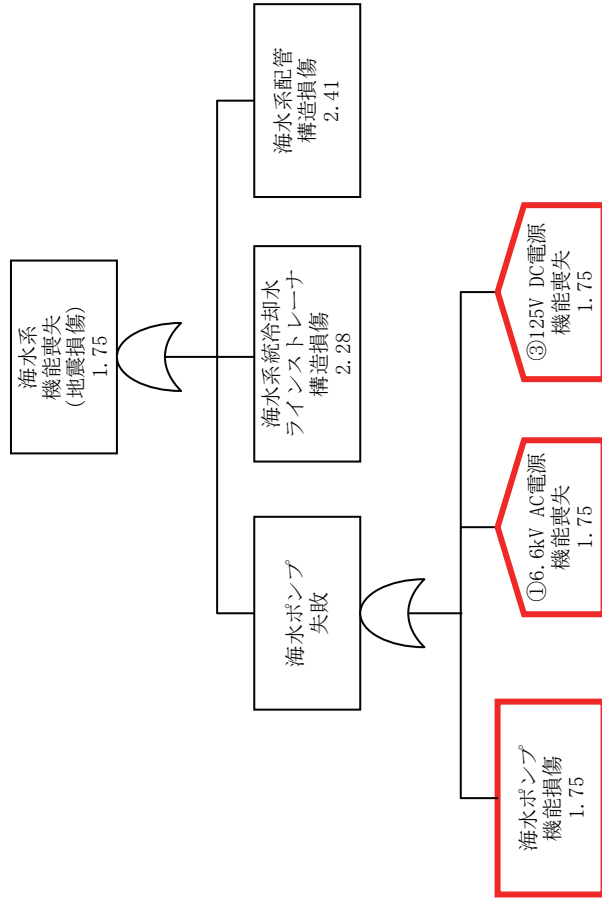 海水系
機能喪失
(地震損傷)
1.75
海水ポンプ
失敗
海水系統冷却水
ラインストレーナ
構造損傷
2.28
海水系配管
構造損傷
2.41
海水ポンプ
機能損傷
1.75
①6.6kV AC電源
機能喪失
1.75
③125V DC電源
機能喪失
1.75